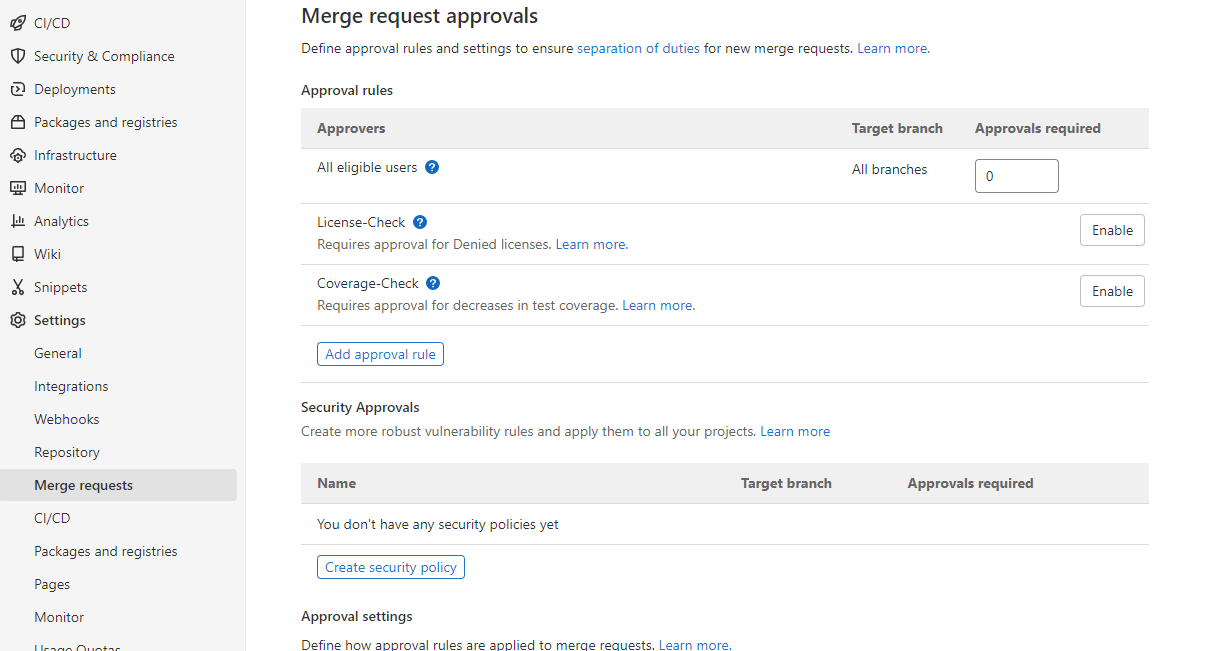 CI/CD
Security & Compliance
Deployments
Packages and registries
Infrastructure
Monitor
Analytics
Wiki
Snippets
Settings
General
Integrations
Webhooks
Repository
Merge requests
CI/CD
Packages and registries
Pages
Monitor
Usage Quotas
Merge request approvals
Define approval rules and settings to ensure separation of duties for new merge requests. Learn more.
Approval rules
Approvers Target branch Approvals required
All eligible users ? All branches 0
License-Check ? Enable
Requires approval for Denied licenses. Learn more.
Coverage-Check ? Enable
Requires approval for decreases in test coverage. Learn more.
Add approval rule
Security Approvals
Create more robust vulnerability rules and apply them to all your projects. Learn more
Name Target branch Approvals required
You don't have any security policies yet
Create security policy
Approval settings
Define how approval rules are applied to merge requests. Learn more.